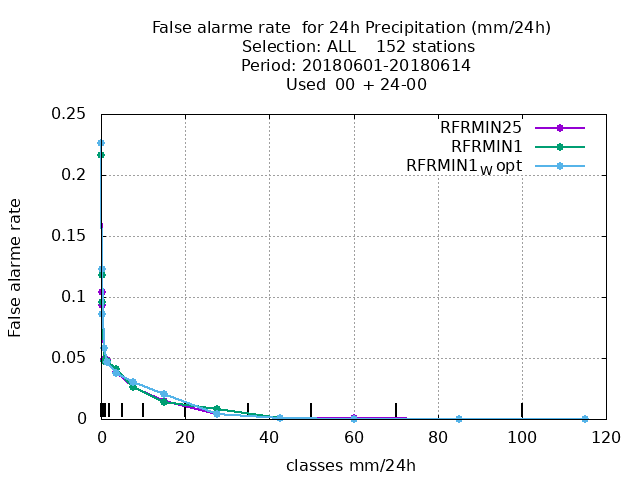 False alarme rate  for 24h Precipitation (mm/24h)
Selection: ALL    152 stations
Period: 20180601-20180614
Used  00 + 24-00
RFRMIN25
RFRMIN1
RFRMIN1W opt
False alarme rate
0.25
0.2
0.15
0.1
0.05
0
0 20 40 60 80 100 120
classes mm/24h